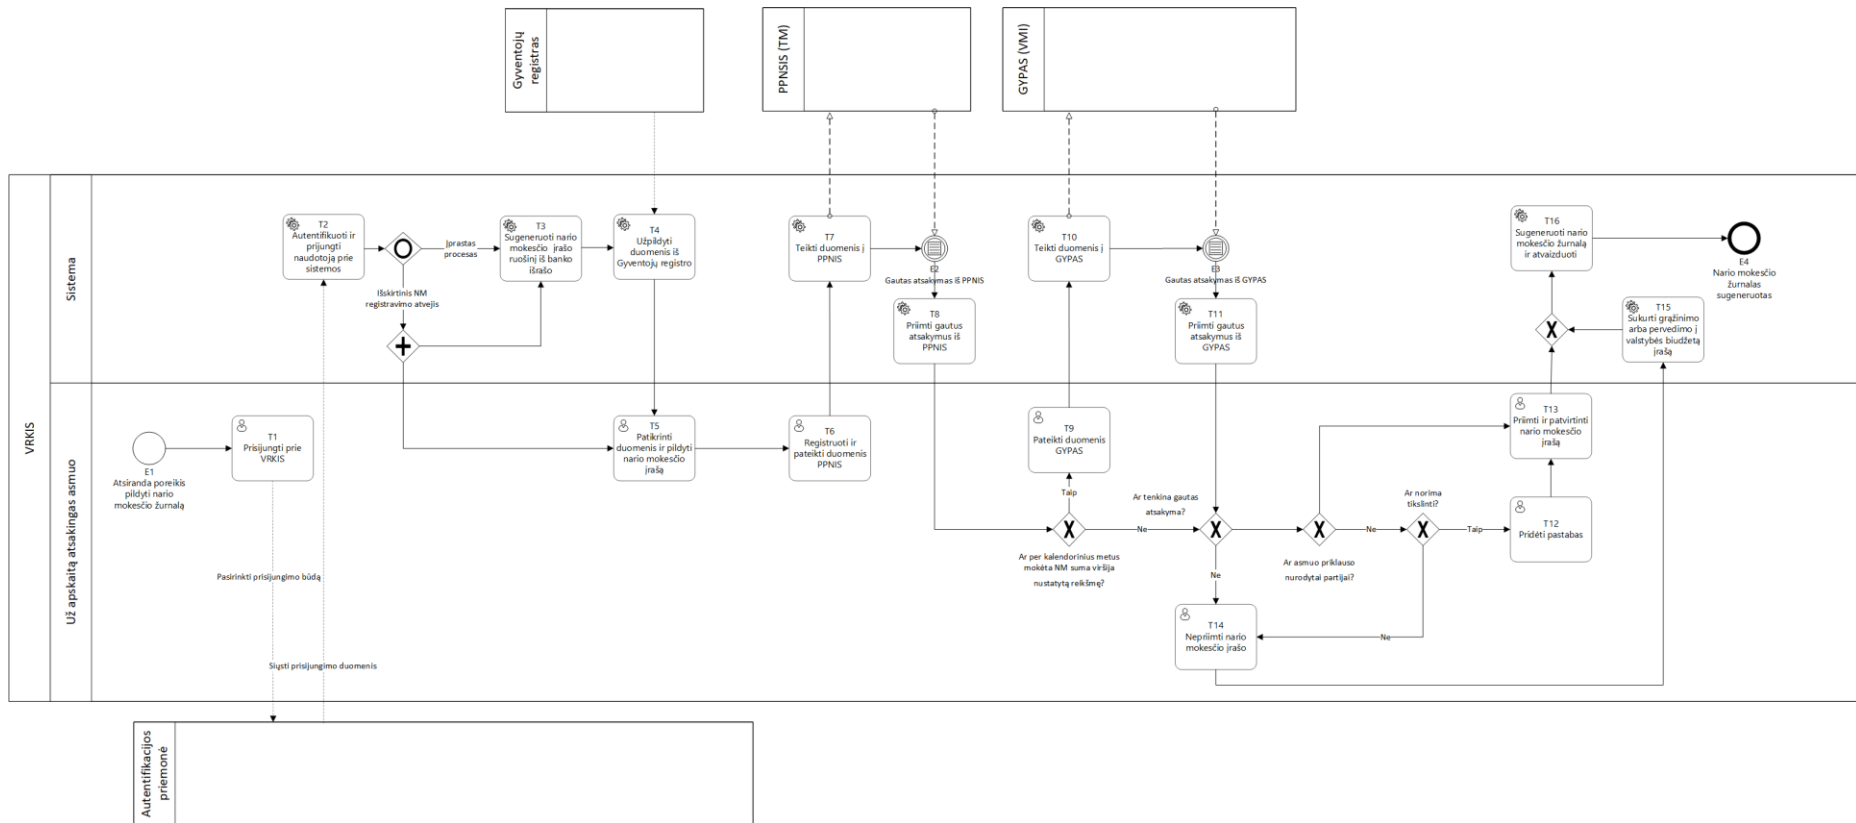 Gyventojų
registras
PPNSIS (TM)
GYPAS (VMI)
VRKIS
Sistema
T2
Autentifikuoti ir
prijungti
naudotoją prie
sistemos
Įprastas
procesas
Išskirtinis NM
registravimo atvejis
T3
Sugeneruoti nario
mokesčio įrašo
ruošinį iš banko
išrašo
T4
Užpildyti
duomenis iš
Gyventojų registro
T7
Teikti duomenis į
PPNIS
E2
Gautas atsakymas iš PPNIS
T8
Priimti gautus
atsakymus iš
PPNIS
T10
Teikti duomenis į
GYPAS
E3
Gautas atsakymas iš GYPAS
T11
Priimti gautus
atsakymus iš
GYPAS
T16
Sugeneruoti nario
mokesčio žurnalą
ir atvaizduoti
E4
Nario mokesčio
žurnalas
sugeneruotas
T15
Sukurti grąžinimo
arba pervedimo į
valstybės biudžetą
įrašą
Už apskaitą atsakingas asmuo
E1
Atsiranda poreikis
pildyti nario
mokesčio žurnalą
T1
Prisijungti prie
VRKIS
T5
Patikrinti
duomenis ir pildyti
nario mokesčio
įrašą
T6
Registruoti ir
pateikti duomenis
PPNIS
T9
Pateikti duomenis
GYPAS
Taip
Ar per kalendorinius metus
mokėta NM suma viršija
nustatytą reikšmę?
Ne
Ar tenkina gautas
atsakyma?
Ne
Ar asmuo priklauso
nurodytai partijai?
Ne
Ar norima
tikslinti?
Taip
T12
Pridėti pastabas
T13
Priimti ir patvirtinti
nario mokesčio
įrašą
Ne
T14
Nepriimti nario
mokesčio įrašo
Pasirinkti prisijungimo būdą
Siųsti prisijungimo duomenis
Autentifikacijos
priemonė